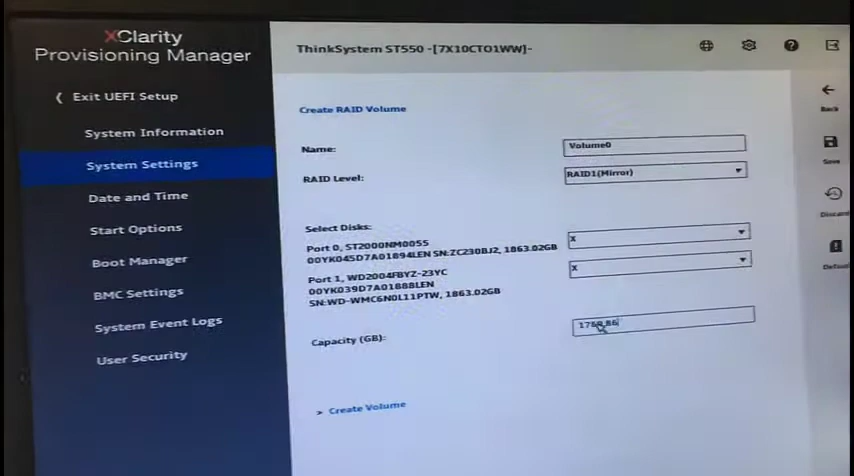 XClarity
Provisioning Manager
ThinkSystem ST550 -[7X10CTO1WW]-
Exit UEFI Setup
System Information
System Settings
Date and Time
Start Options
Boot Manager
BMC Settings
System Event Logs
User Security
Create RAID Volume
Name:
Volume0
RAID Level:
RAID1(Mirror)
Select Disks:
Port 0, ST2000NM0055
00YK045D7A01894LEN SN:ZC230BJ2, 1863.02GB
X
Port 1, WD2004FBYZ-23YC
00YK039D7A01888LEN
SN:WD-WMC6N0L11PTW, 1863.02GB
X
Capacity (GB):
> Create Volume
Back
Save
Discard
Default